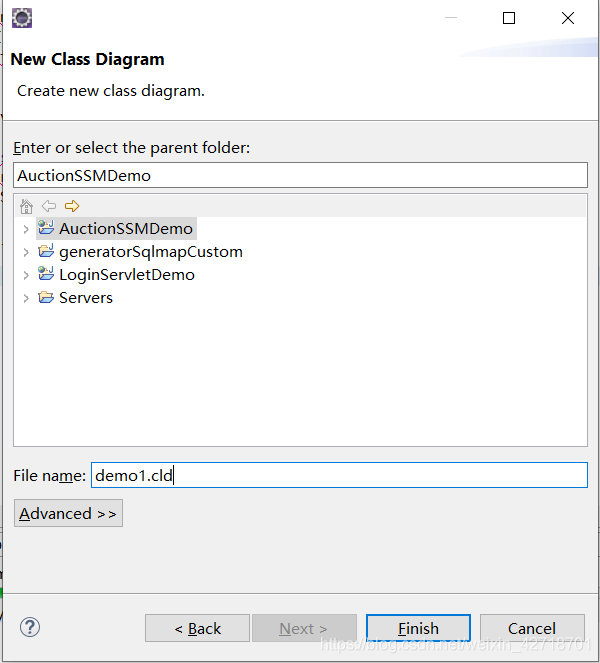 New Class Diagram
Create new class diagram.
Enter or select the parent folder:
AuctionSSMDemo
AuctionSSMDemo
generatorSqlmapCustom
LoginServletDemo
Servers
File name: demo1.cld
Advanced >>
< Back Next > Finish Cancel
https://blog.csdn.net/weixin_42718701